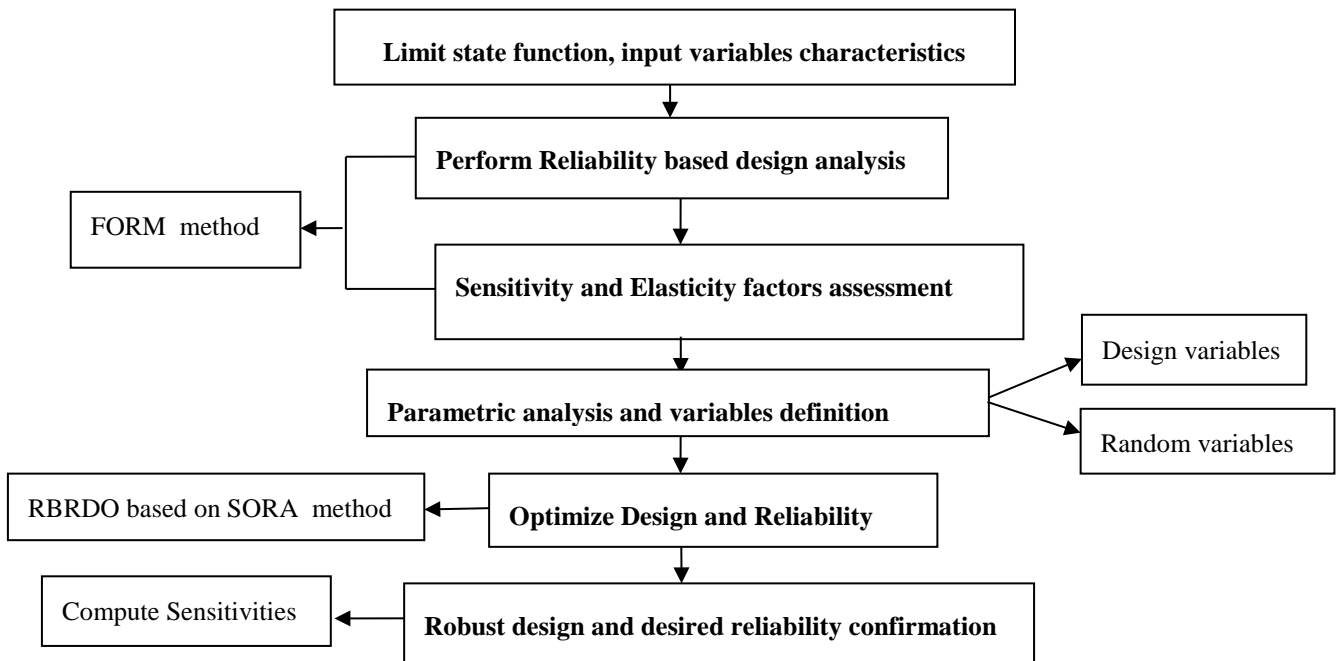 Limit state function, input variables characteristics
Perform Reliability based design analysis
FORM method
Sensitivity and Elasticity factors assessment
Design variables
Parametric analysis and variables definition
Random variables
RBRDO based on SORA method
Optimize Design and Reliability
Compute Sensitivities
Robust design and desired reliability confirmation